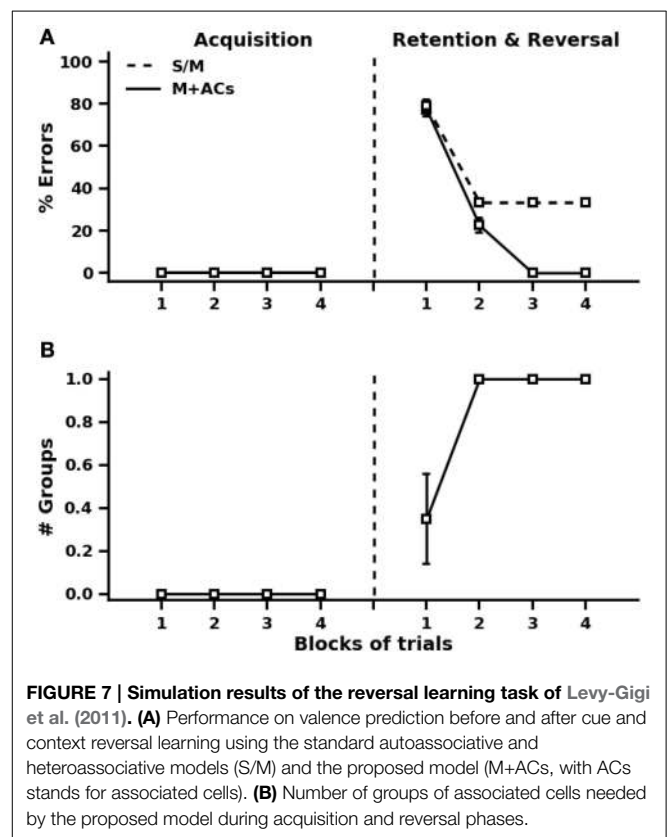 A
Acquisition Retention & Reversal
100
80
60
40
20
0
% Errors
S/M
M+ACs
1 2 3 4 1 2 3 4
B
1.0
0.8
0.6
0.4
0.2
0.0
# Groups
1 2 3 4 1 2 3 4
Blocks of trials
FIGURE 7 | Simulation results of the reversal learning task of Levy-Gigi
et al. (2011). (A) Performance on valence prediction before and after cue and
context reversal learning using the standard autoassociative and
heteroassociative models (S/M) and the proposed model (M+ACs, with ACs
stands for associated cells). (B) Number of groups of associated cells needed
by the proposed model during acquisition and reversal phases.